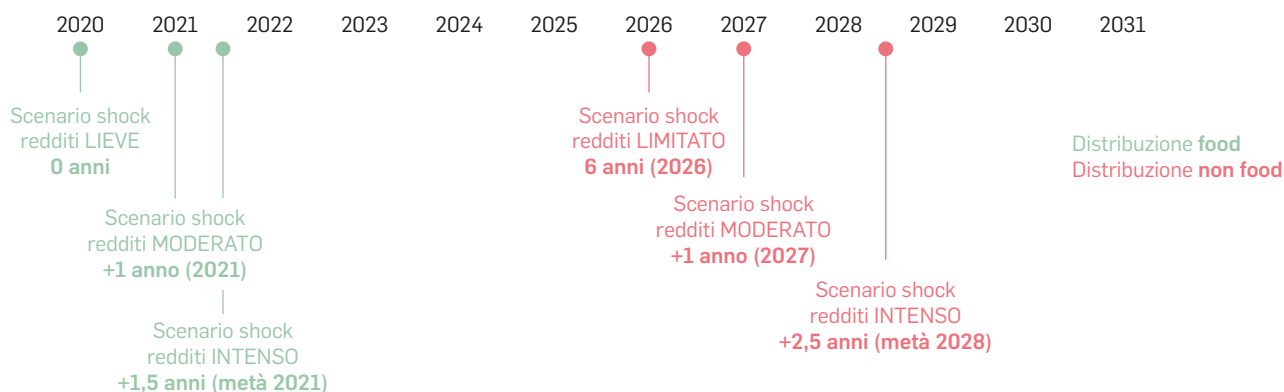 2020 2021 2022 2023 2024 2025 2026 2027 2028 2029 2030 2031
Scenario shock
redditi LIEVE
0 anni
Scenario shock
redditi MODERATO
+1 anno (2021)
Scenario shock
redditi INTENSO
+1,5 anni (metà 2021)
Scenario shock
redditi LIMITATO
6 anni (2026)
Scenario shock
redditi MODERATO
+1 anno (2027)
Scenario shock
redditi INTENSO
+2,5 anni (metà 2028)
Distribuzione food
Distribuzione non food